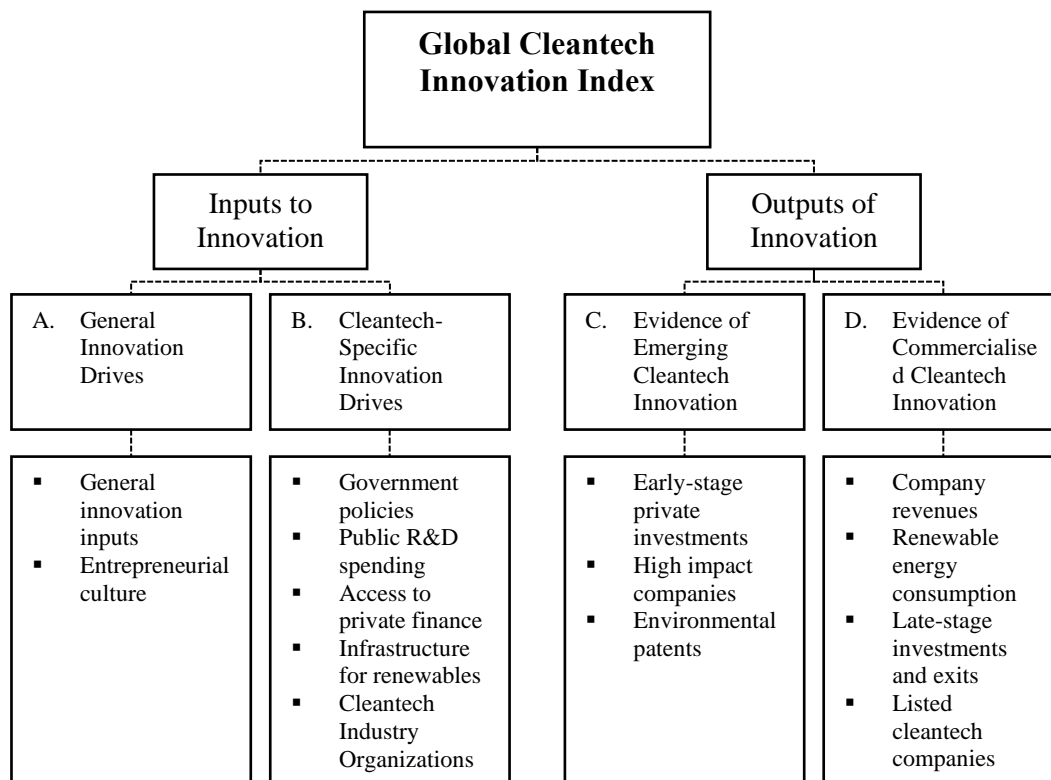 Global Cleantech
Innovation Index
Inputs to
Innovation
Outputs of
Innovation
A. General
Innovation
Drives
B. Cleantech-
Specific
Innovation
Drives
C. Evidence of
Emerging
Cleantech
Innovation
D. Evidence of
Commercialise
d Cleantech
Innovation
▪ General
innovation
inputs
▪ Entrepreneurial
culture
▪ Government
policies
▪ Public R&D
spending
▪ Access to
private finance
▪ Infrastructure
for renewables
▪ Cleantech
Industry
Organizations
▪ Early-stage
private
investments
▪ High impact
companies
▪ Environmental
patents
▪ Company
revenues
▪ Renewable
energy
consumption
▪ Late-stage
investments
and exits
▪ Listed
cleantech
companies